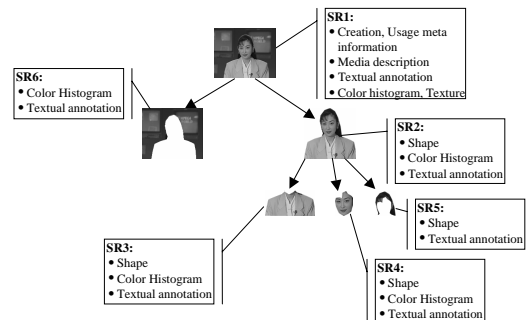 SR1:
• Creation, Usage meta
information
• Media description
• Textual annotation
• Color histogram, Texture
SR6:
• Color Histogram
• Textual annotation
SR2:
• Shape
• Color Histogram
• Textual annotation
SR5:
• Shape
• Textual annotation
SR3:
• Shape
• Color Histogram
• Textual annotation
SR4:
• Shape
• Color Histogram
• Textual annotation